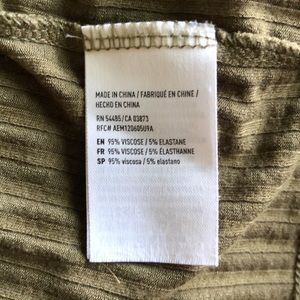 MADE IN CHINA / FABRIQUÉ EN CHINE /
HECHO EN CHINA
RN 54485 / CA 03873
RFC# AEM120605U9A
EN 95% VISCOSE / 5% ELASTANE
FR 95% VISCOSE / 5% ÉLASTHANNE
SP 95% viscosa / 5% elastano